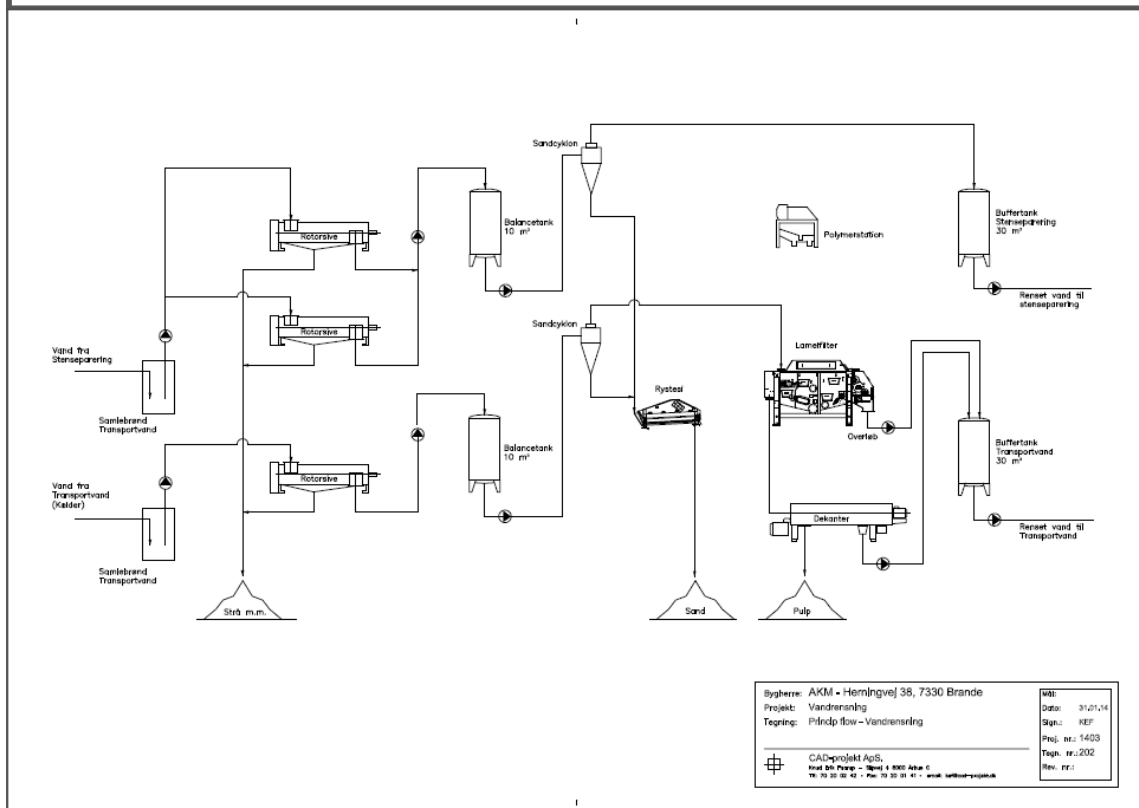 Sandcyklon
Rotorsive
Balancetank
10 m³
Polymerstation
Buffertank
Stenseparering
30 m³
Renset vand til
stenseparering
Vand fra
Stenseparering
Rotorsive
Sandcyklon
Lamelfilter
Samlebrønd
Transportvand
Rystesi
Overløb
Balancetank
10 m³
Buffertank
Transportvand
30 m³
Rotorsive
Vand fra
Transportvand
(Kælder)
Dekanter
Renset vand til
Transportvand
Samlebrønd
Transportvand
Strå m.m.
Sand
Pulp
Bygherre: AKM - Herningvej 38, 7330 Brande
Projekt: Vandrensning
Tegning: Princip flow - Vandrensning
CAD-projekt ApS.
Mål:
Dato: 31.01.14
Sign.: KEF
Proj. nr.: 1403
Tegn. nr.: 202
Rev. nr.: